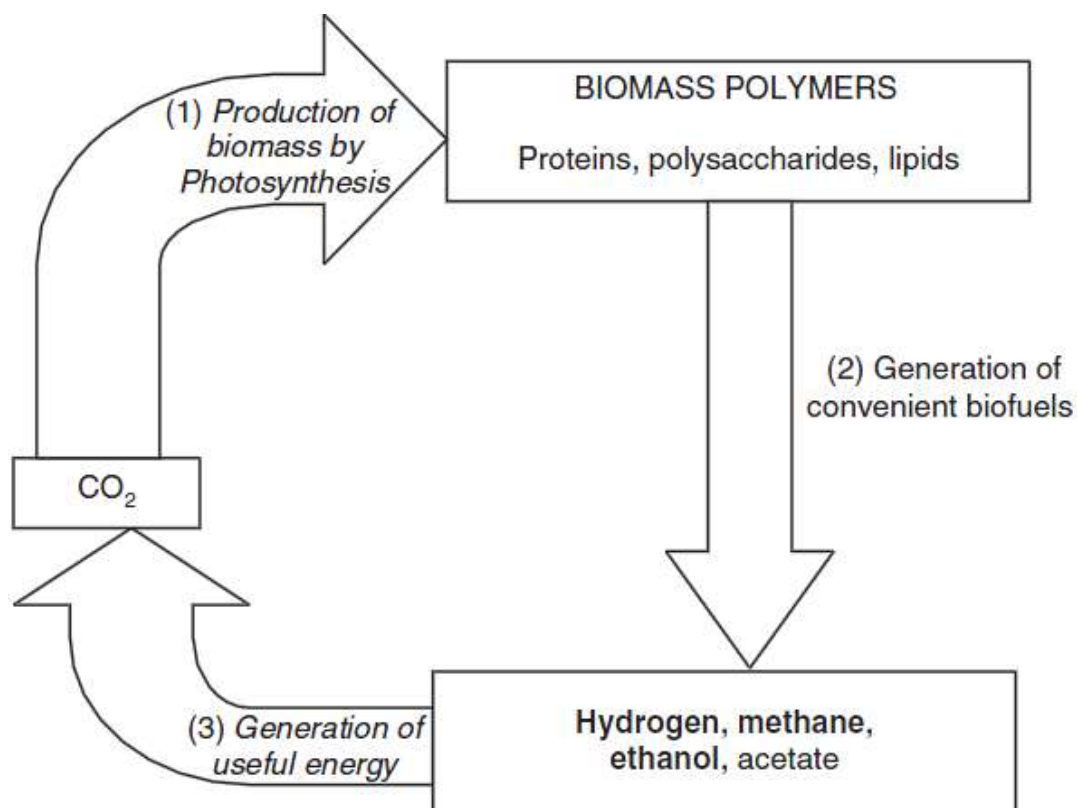 (1) Production of
biomass by
Photosynthesis
BIOMASS POLYMERS
Proteins, polysaccharides, lipids
(2) Generation of
convenient biofuels
Hydrogen, methane,
ethanol, acetate
(3) Generation of
useful energy
CO₂